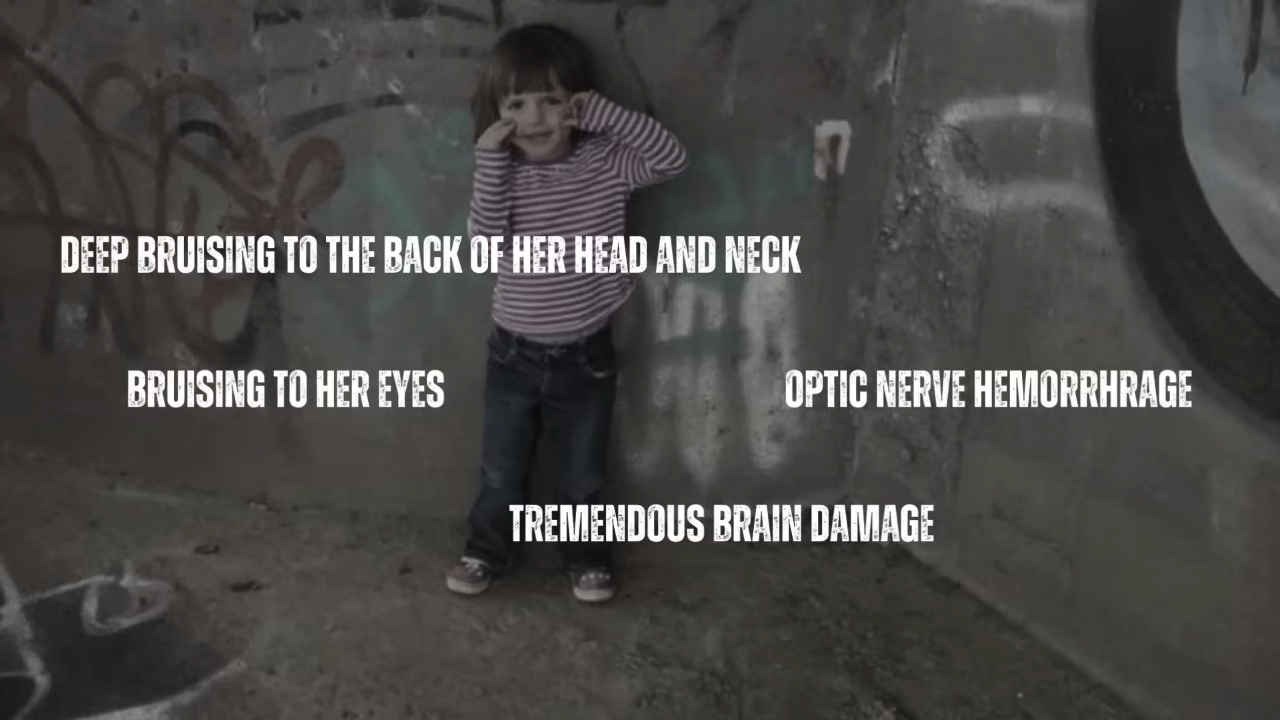 DEEP BRUISING TO THE BACK OF HER HEAD AND NECK
BRUISING TO HER EYES
OPTIC NERVE HEMORRHRAGE
TREMENDOUS BRAIN DAMAGE